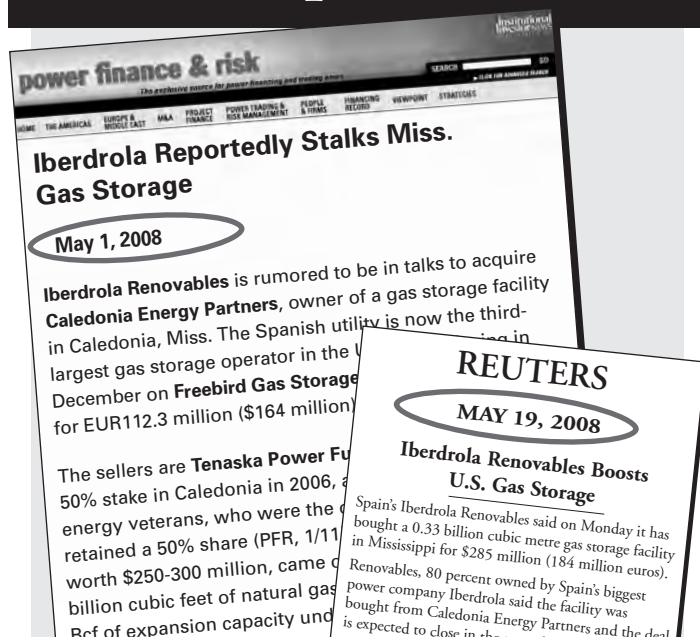 Institutional
Investor News
power finance & risk
The exclusive source for power financing and trading news
SEARCH GO
CLICK FOR ADVANCED SEARCH
HOME THE AMERICAS EUROPE & MIDDLE EAST M&A PROJECT FINANCE POWER TRADING & RISK MANAGEMENT PEOPLE & FIRMS FINANCING RECORD VIEWPOINT STRATEGIES
Iberdrola Reportedly Stalks Miss.
Gas Storage
May 1, 2008
Iberdrola Renovables is rumored to be in talks to acquire
Caledonia Energy Partners, owner of a gas storage facility
in Caledonia, Miss. The Spanish utility is now the third-
largest gas storage operator in the
in
December on Freebird Gas Storage
for EUR112.3 million ($164 million)
The sellers are Tenaska Power
50% stake in Caledonia in 2006,
energy veterans, who were the
retained a 50% share (PFR, 1/11
worth $250-300 million, came
billion cubic feet of natural gas
Bcf of expansion capacity
REUTERS
MAY 19, 2008
Iberdrola Renovables Boosts
U.S. Gas Storage
Spain's Iberdrola Renovables said on Monday it has
bought a 0.33 billion cubic metre gas storage facility
in Mississippi for $285 million (184 million euros).
Renovables, 80 percent owned by Spain's biggest
power company Iberdrola said the facility was
bought from Caledonia Energy Partners and the deal
is expected to close in